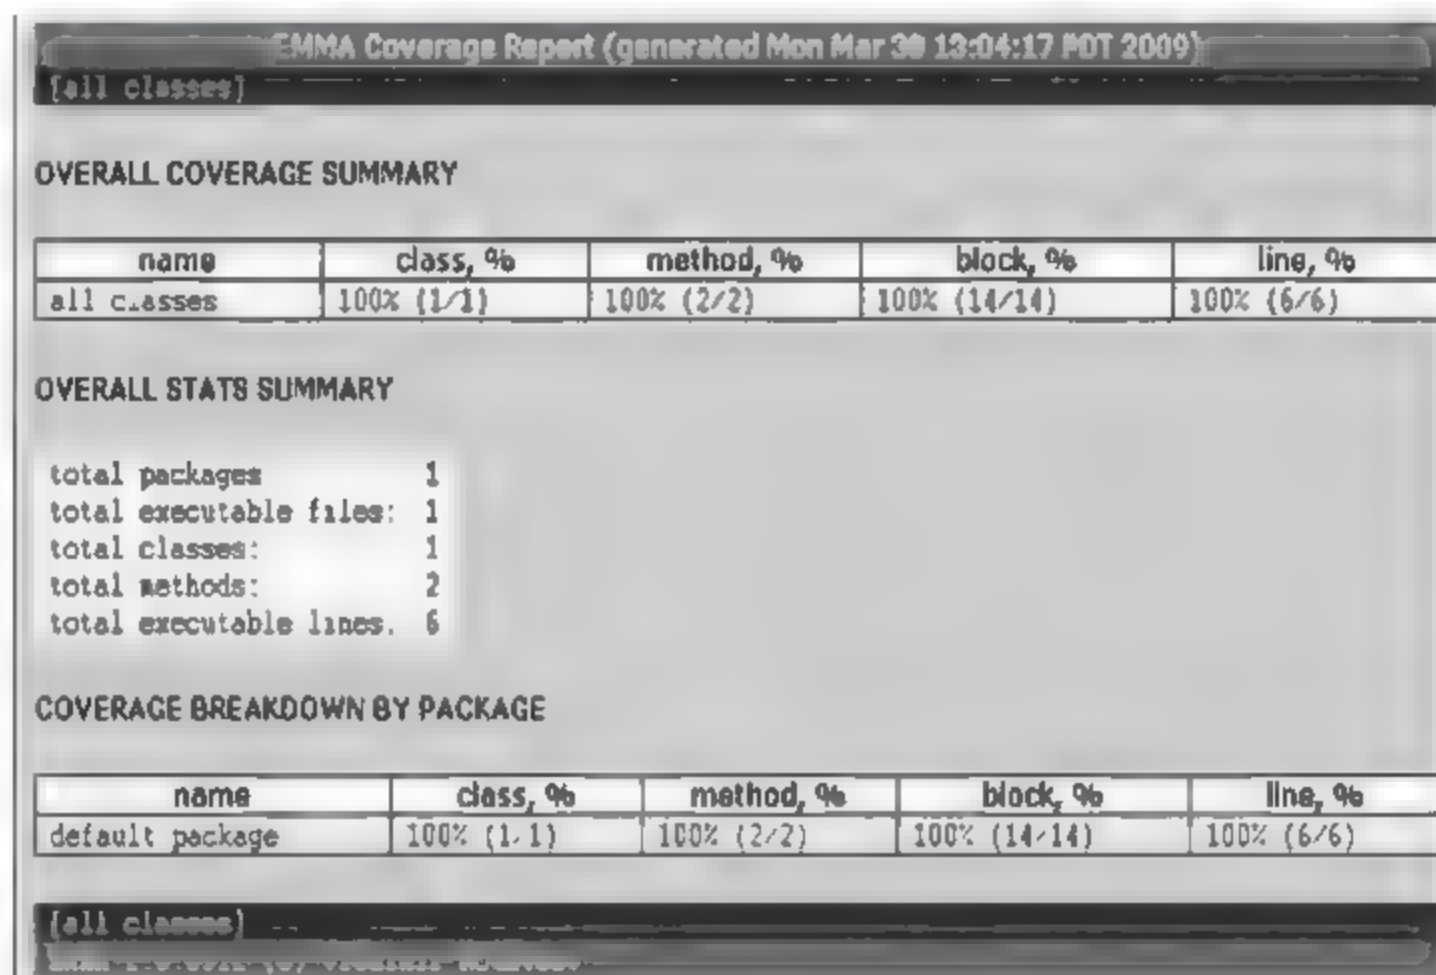 EMMA Coverage Report (generated Mon Mar 30 13:04:17 PDT 2009)
[all classes]
OVERALL COVERAGE SUMMARY
name class, % method, % block, % line, %
all classes 100% (1/1) 100% (2/2) 100% (14/14) 100% (6/6)
OVERALL STATS SUMMARY
total packages 1
total executable files: 1
total classes: 1
total methods: 2
total executable lines. 6
COVERAGE BREAKDOWN BY PACKAGE
name class, % method, % block, % line, %
default package 100% (1/1) 100% (2/2) 100% (14/14) 100% (6/6)
[all classes]